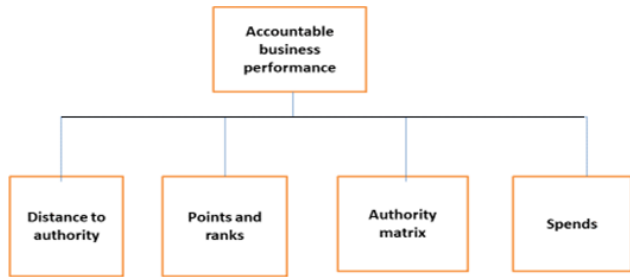 Accountable
business
performance
Distance to
authority
Points and
ranks
Authority
matrix
Spends